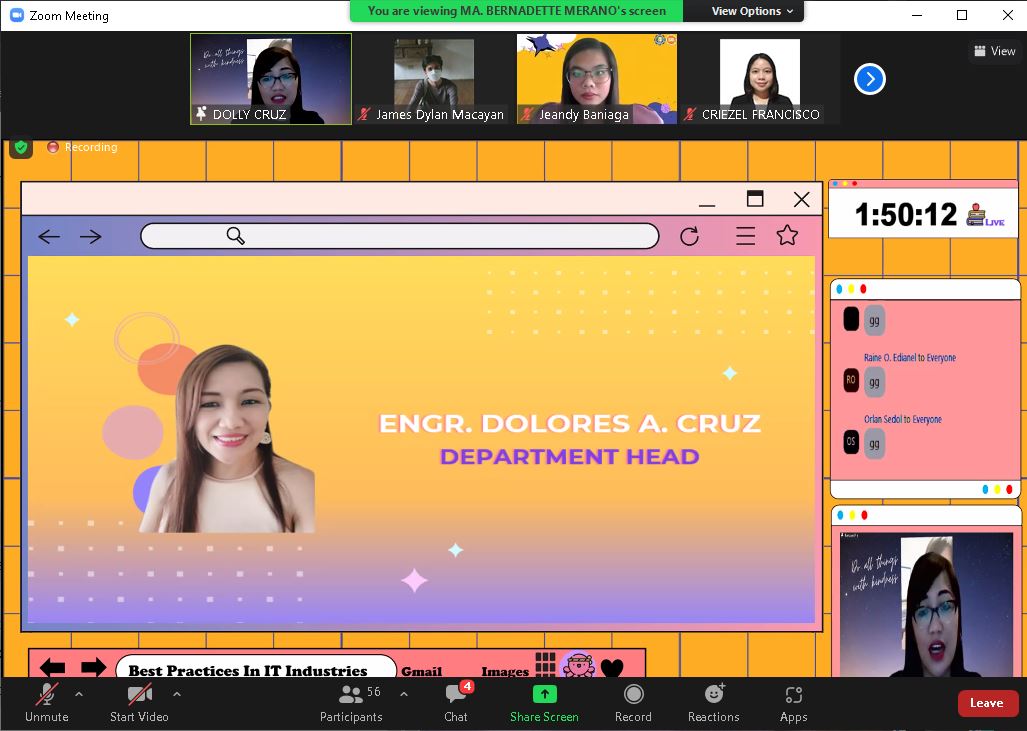 Zoom Meeting
You are viewing MA. BERNADETTE MERANO's screen
View Options
Do all things
with kindness
DOLLY CRUZ
James Dylan Macayan
Jeandy Baniaga
CRIEZEL FRANCISCO
View
Recording
1:50:12
LIVE
gg
Raine O. Edianel to Everyone
RO
gg
Orlan Sedol to Everyone
OS
gg
ENGR. DOLORES A. CRUZ
DEPARTMENT HEAD
Do all things
with kindness
Best Practices In IT Industries
Gmail
Images
Unmute
Start Video
56
Participants
4
Chat
Share Screen
Record
Reactions
Apps
Leave